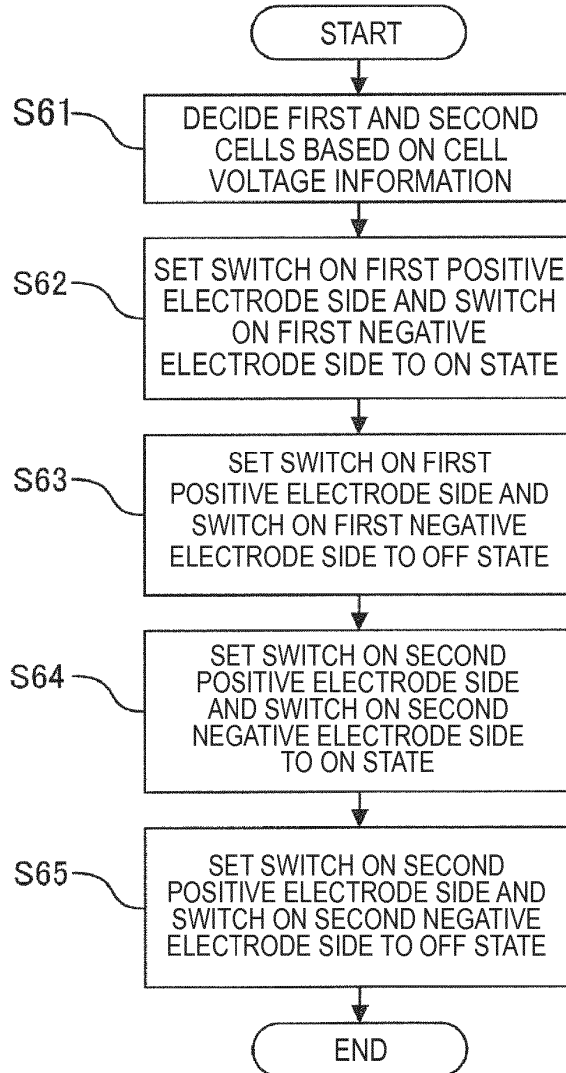 START
S61
DECIDE FIRST AND SECOND
CELLS BASED ON CELL
VOLTAGE INFORMATION
S62
SET SWITCH ON FIRST POSITIVE
ELECTRODE SIDE AND SWITCH
ON FIRST NEGATIVE
ELECTRODE SIDE TO ON STATE
S63
SET SWITCH ON FIRST
POSITIVE ELECTRODE SIDE AND
SWITCH ON FIRST NEGATIVE
ELECTRODE SIDE TO OFF STATE
S64
SET SWITCH ON SECOND
POSITIVE ELECTRODE SIDE
AND SWITCH ON SECOND
NEGATIVE ELECTRODE SIDE
TO ON STATE
S65
SET SWITCH ON SECOND
POSITIVE ELECTRODE SIDE AND
SWITCH ON SECOND NEGATIVE
ELECTRODE SIDE TO OFF STATE
END